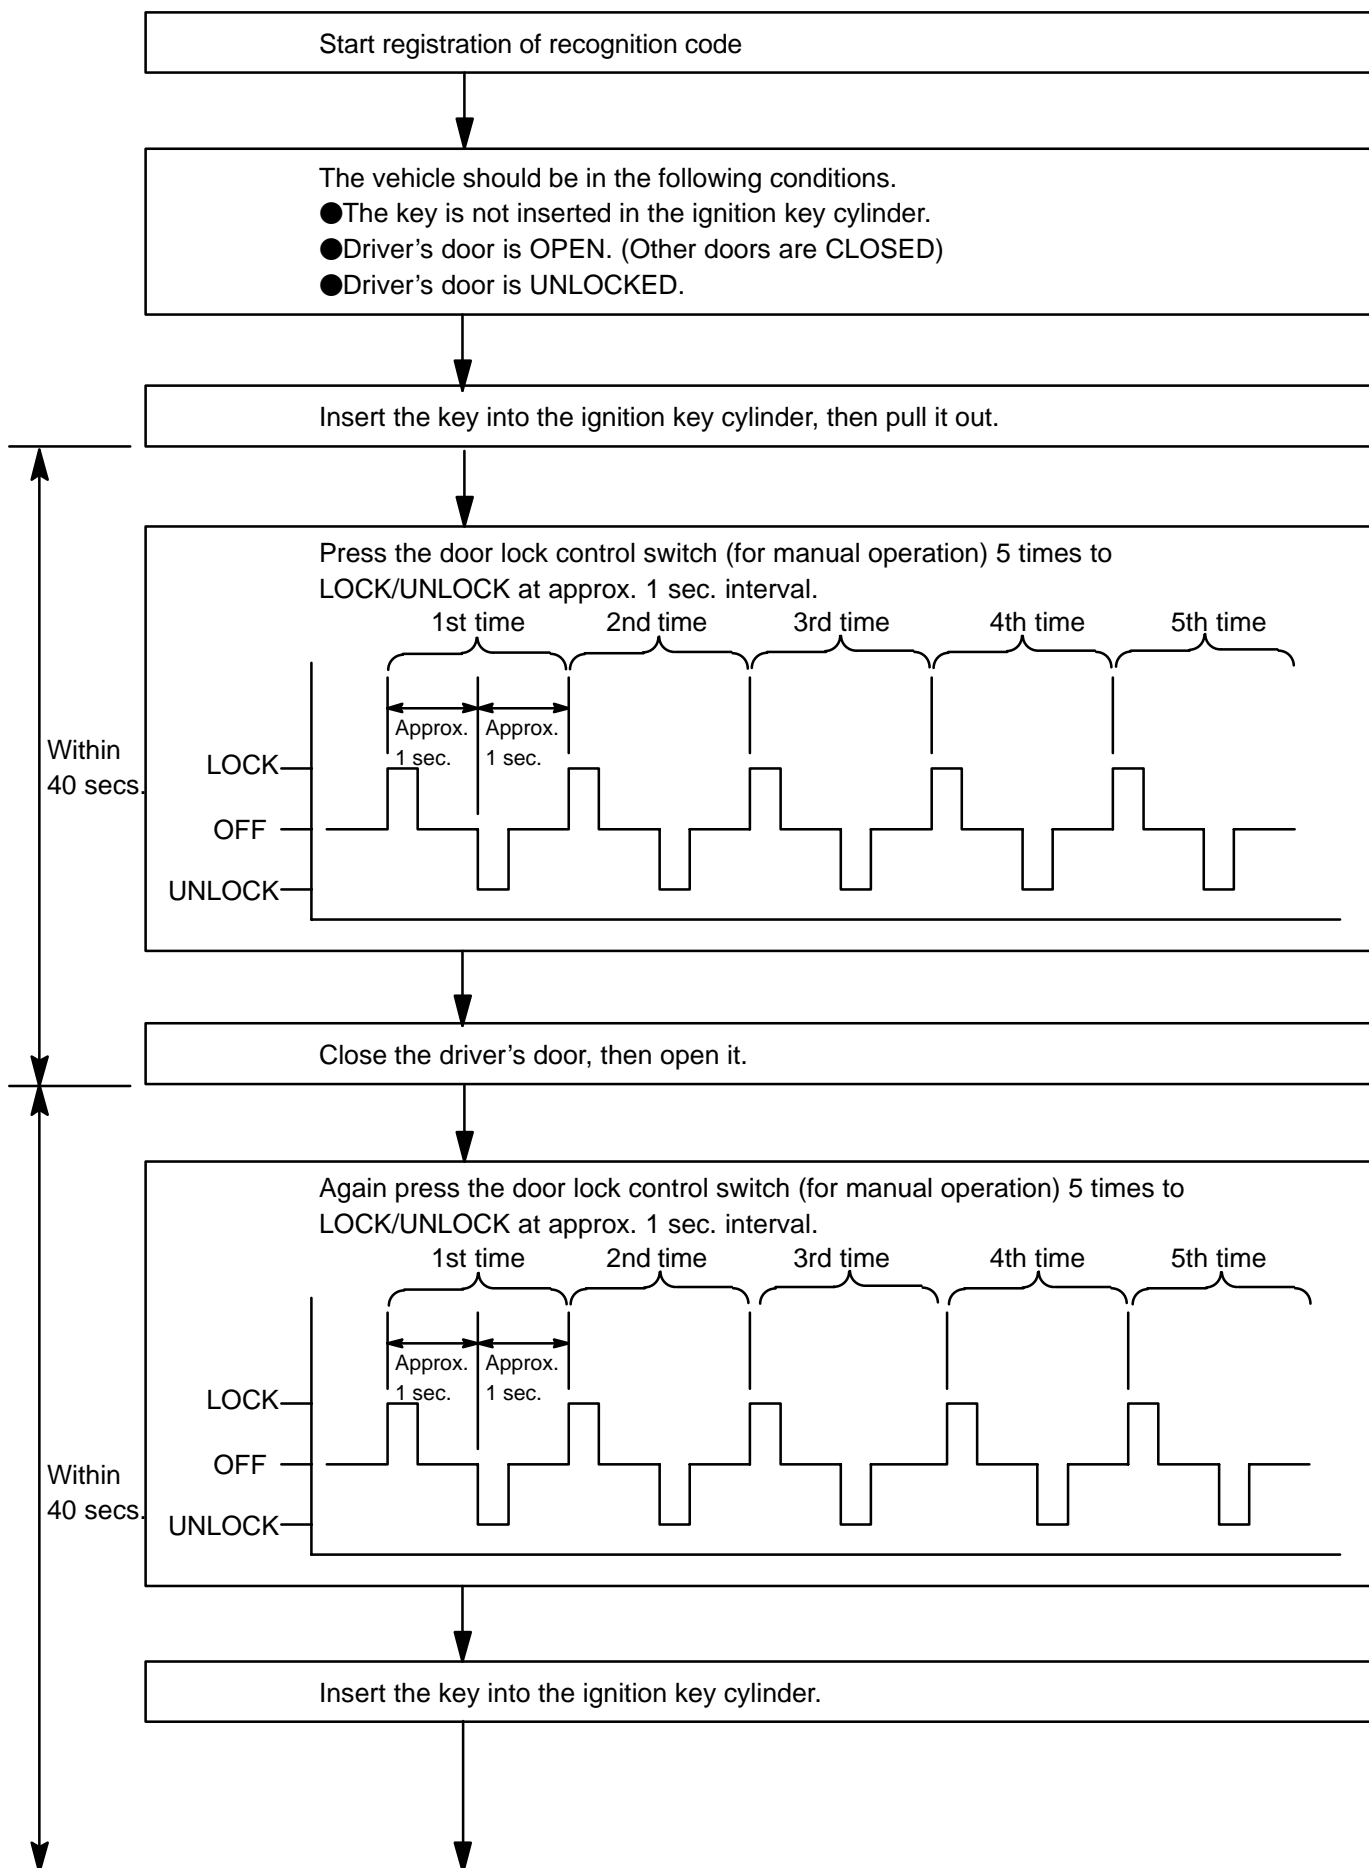 Start registration of recognition code
The vehicle should be in the following conditions.
●The key is not inserted in the ignition key cylinder.
●Driver's door is OPEN. (Other doors are CLOSED)
●Driver's door is UNLOCKED.
Insert the key into the ignition key cylinder, then pull it out.
Press the door lock control switch (for manual operation) 5 times to
LOCK/UNLOCK at approx. 1 sec. interval.
1st time 2nd time 3rd time 4th time 5th time
Approx. Approx.
1 sec. 1 sec.
Within
40 secs.
LOCK
OFF
UNLOCK
Close the driver's door, then open it.
Again press the door lock control switch (for manual operation) 5 times to
LOCK/UNLOCK at approx. 1 sec. interval.
1st time 2nd time 3rd time 4th time 5th time
Approx. Approx.
1 sec. 1 sec.
LOCK
OFF
Within
40 secs.
UNLOCK
Insert the key into the ignition key cylinder.